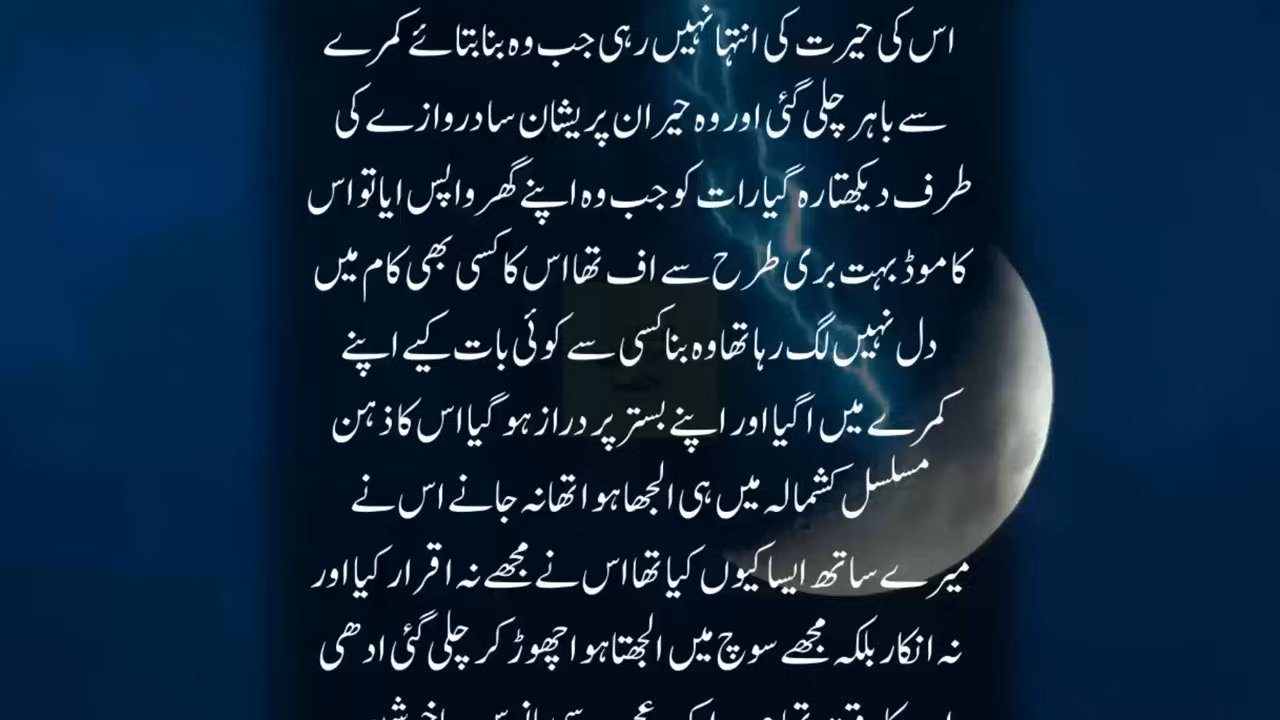 اس کی حیرت کی انتہا نہیں رہی جب وہ بنا بتائے کمرے
سے باہر چلی گئی اور وہ حیران پریشان سا دروازے کی
طرف دیکھتا رہ گیا رات کو جب وہ اپنے گھر واپس ایا تو اس
کا موڈ بہت بری طرح سے اف تھا اس کا کسی بھی کام میں
دل نہیں لگ رہا تھا وہ بنا کسی سے کوئی بات کیے اپنے
کمرے میں اگیا اور اپنے بستر پر دراز ہو گیا اس کا ذہن
مسلسل کشمالہ میں ہی الجھا ہوا تھا نہ جانے اس نے
میرے ساتھ ایسا کیوں کیا تھا اس نے مجھے نہ اقرار کیا اور
نہ انکار بلکہ مجھے سوچ میں الجھتا ہوا چھوڑ کر چلی گئی ادھی